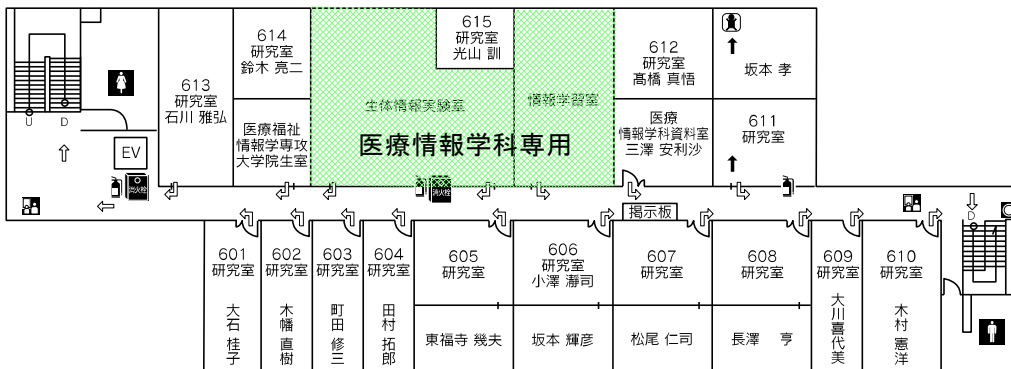 613
研究室
石川 雅弘
614
研究室
鈴木 亮二
医療福祉
情報学専攻
大学院生室
生体情報実験室
615
研究室
光山 訓
情報学習室
医療情報学科専用
612
研究室
髙橋 真悟
医療
情報学科資料室
三澤 安利沙
坂本 孝
611
研究室
U
D
EV
消火栓
消火栓
掲示板
D
601
研究室
大石 桂子
602
研究室
木幡 直樹
603
研究室
町田 修三
604
研究室
田村 拓郎
605
研究室
東福寺 幾夫
606
研究室
小澤 瀞司
坂本 輝彦
607
研究室
松尾 仁司
608
研究室
長澤 亨
609
研究室
大川喜代美
610
研究室
木村 憲洋